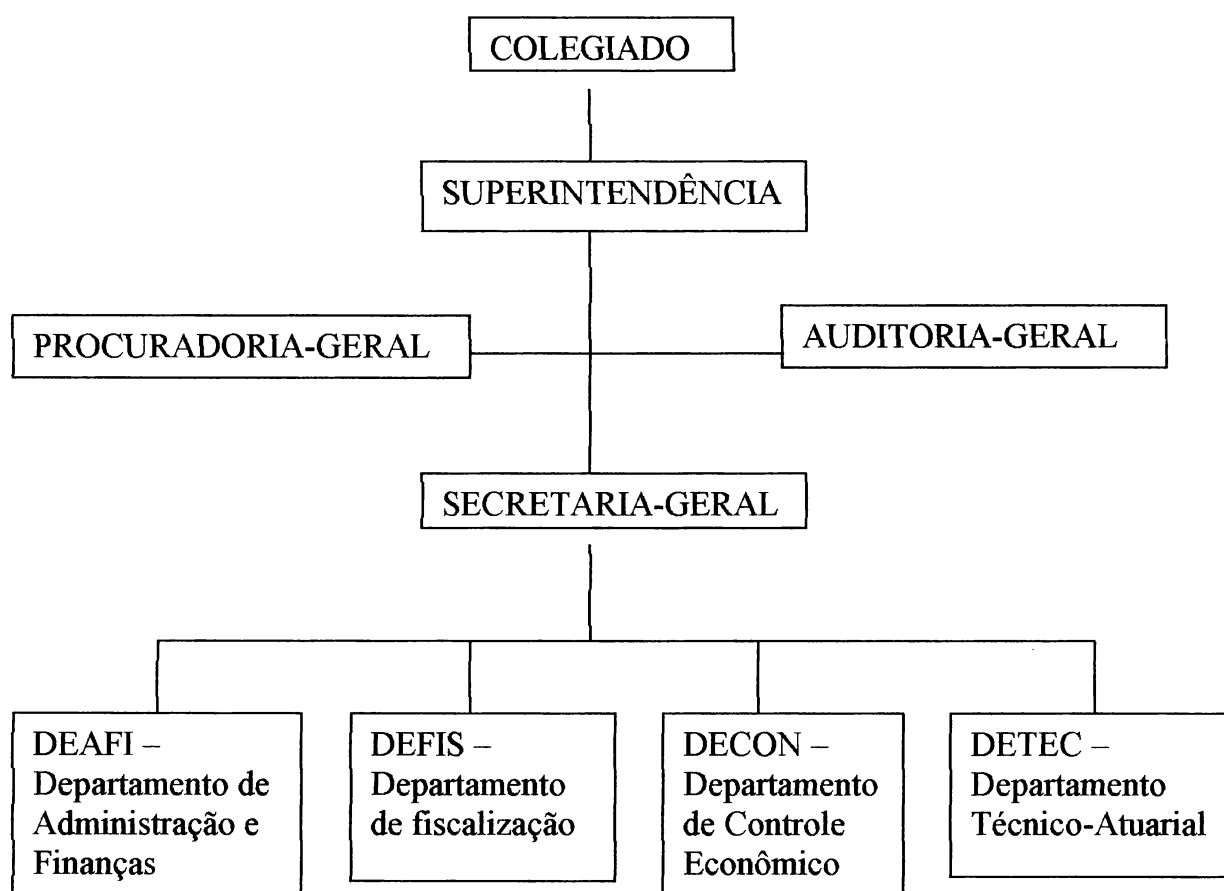 COLEGIADO
SUPERINTENDÊNCIA
PROCURADORIA-GERAL
AUDITORIA-GERAL
SECRETARIA-GERAL
DEAFI –
Departamento de
Administração e
Finanças
DEFIS –
Departamento
de fiscalização
DECON –
Departamento
de Controle
Econômico
DETEC –
Departamento
Técnico-Atuarial